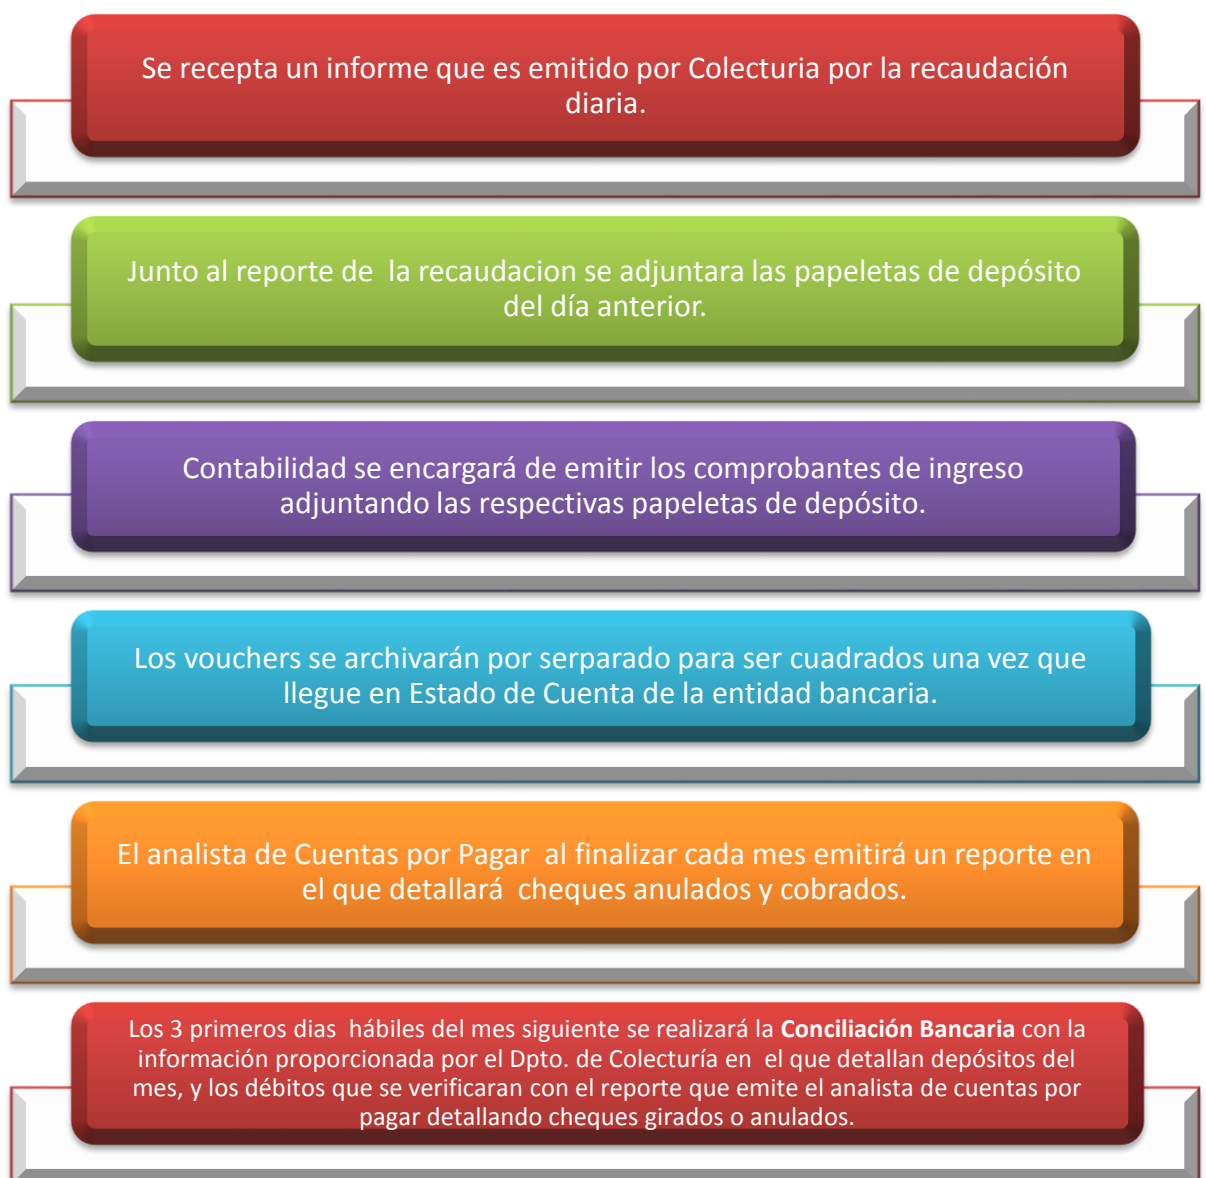 Se recepta un informe que es emitido por Colecturia por la recaudación
diaria.
Junto al reporte de la recaudacion se adjuntara las papeletas de depósito
del día anterior.
Contabilidad se encargará de emitir los comprobantes de ingreso
adjuntando las respectivas papeletas de depósito.
Los vouchers se archivarán por serparado para ser cuadrados una vez que
llegue en Estado de Cuenta de la entidad bancaria.
El analista de Cuentas por Pagar al finalizar cada mes emitirá un reporte en
el que detallará cheques anulados y cobrados.
Los 3 primeros dias hábiles del mes siguiente se realizará la Conciliación Bancaria con la
información proporcionada por el Dpto. de Colecturía en el que detallan depósitos del
mes, y los débitos que se verificaran con el reporte que emite el analista de cuentas por
pagar detallando cheques girados o anulados.